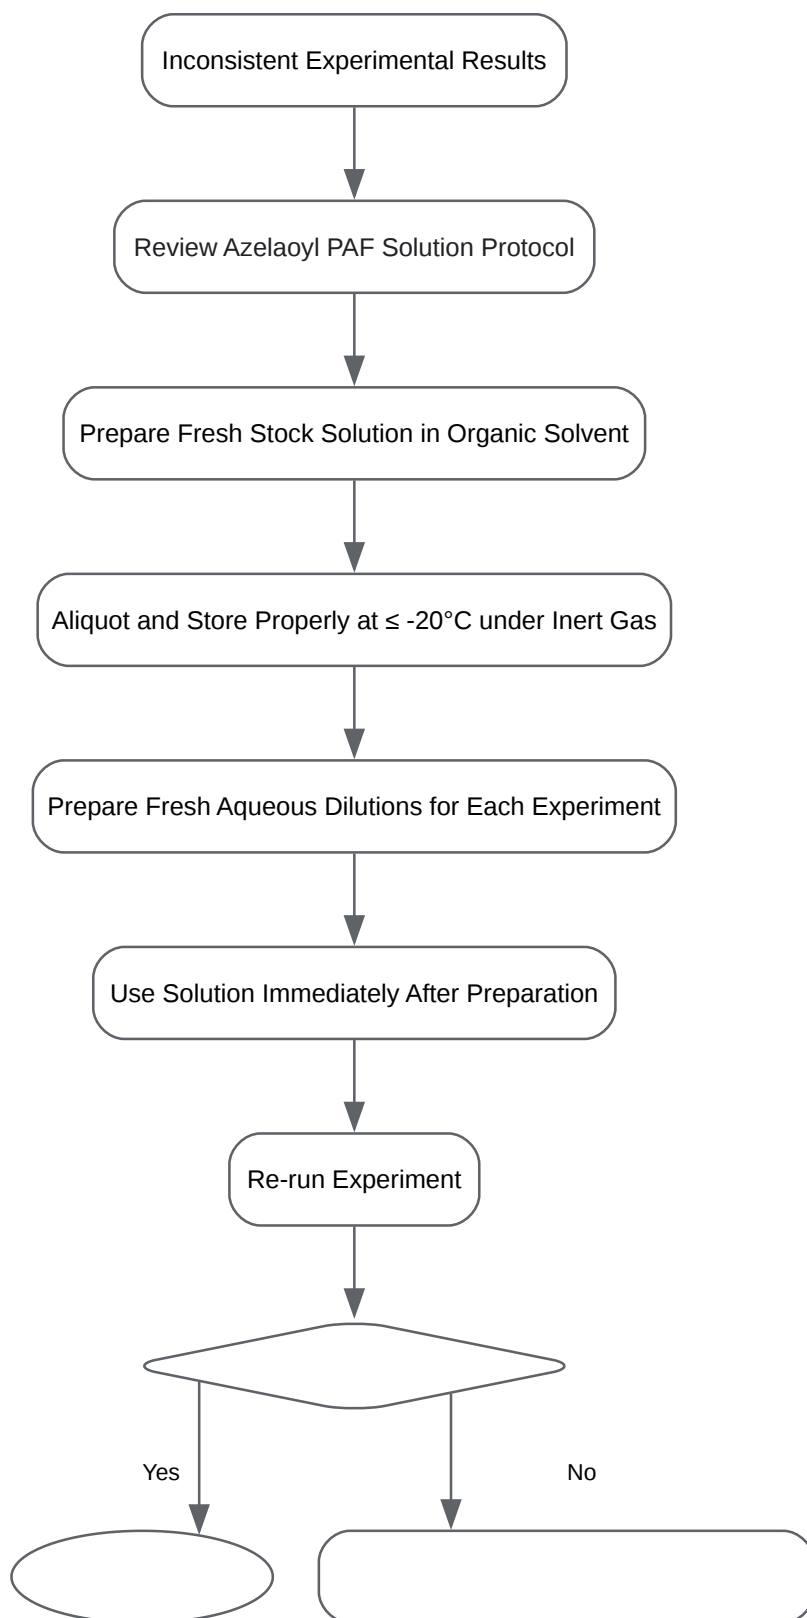 Inconsistent Experimental Results
Review Azelaoyl PAF Solution Protocol
Prepare Fresh Stock Solution in Organic Solvent
Aliquot and Store Properly at ≤ -20°C under Inert Gas
Prepare Fresh Aqueous Dilutions for Each Experiment
Use Solution Immediately After Preparation
Re-run Experiment
Yes
No